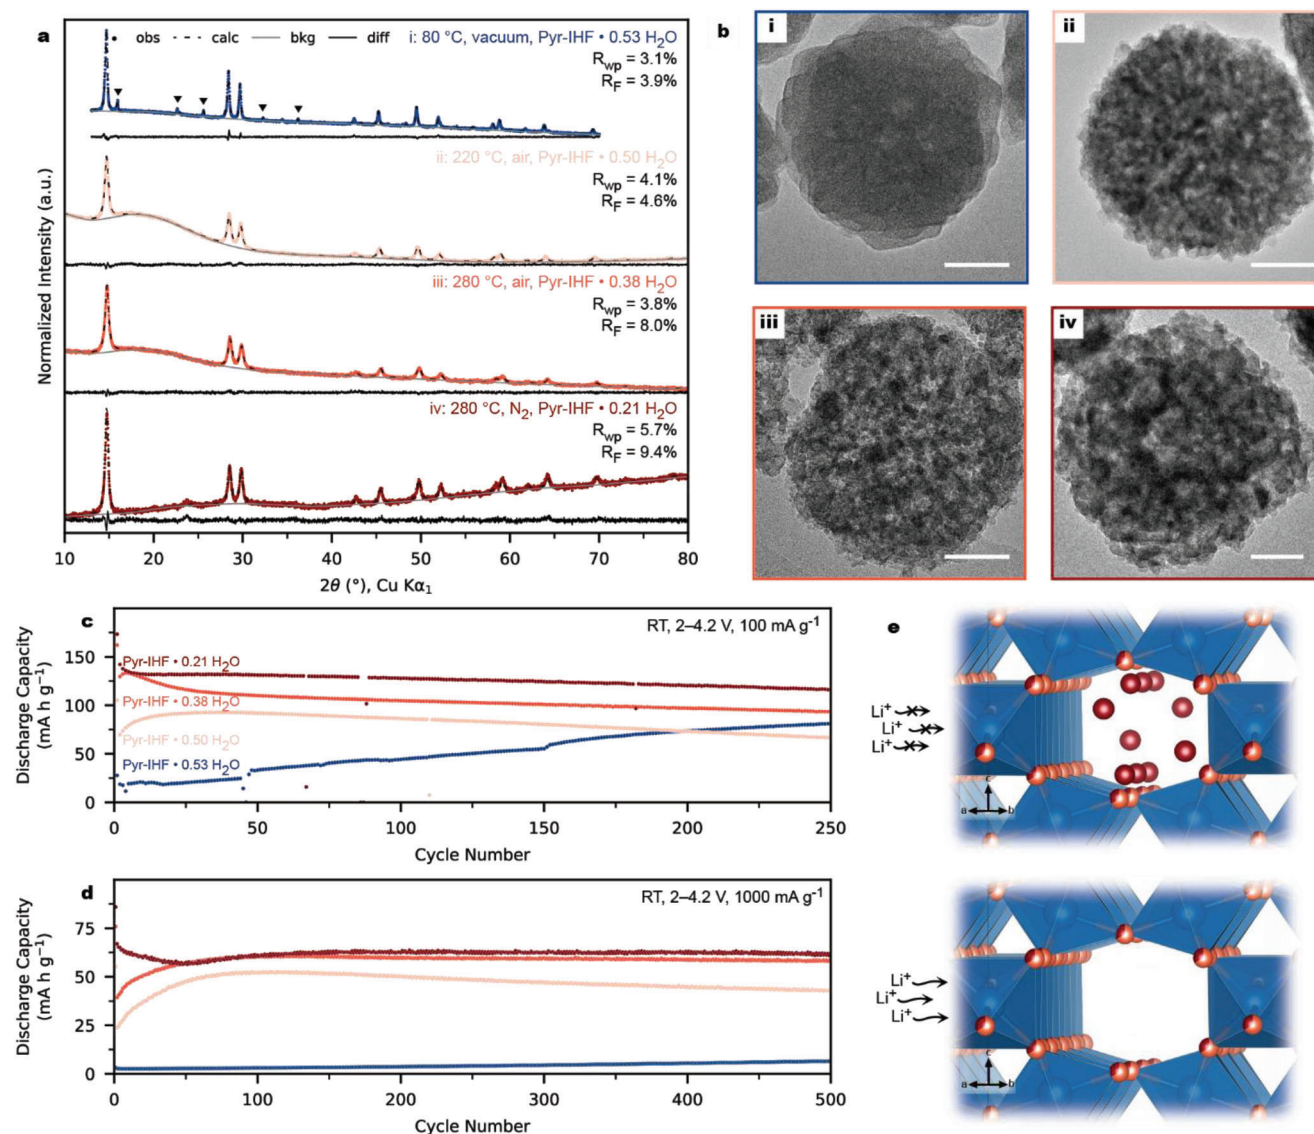 a
obs calc bkg diff
i: 80 °C, vacuum, Pyr-IHF • 0.53 H2O
Rwp = 3.1%
RF = 3.9%
ii: 220 °C, air, Pyr-IHF • 0.50 H2O
Rwp = 4.1%
RF = 4.6%
iii: 280 °C, air, Pyr-IHF • 0.38 H2O
Rwp = 3.8%
RF = 8.0%
iv: 280 °C, N2, Pyr-IHF • 0.21 H2O
Rwp = 5.7%
RF = 9.4%
Normalized Intensity (a.u.)
10 20 30 40 50 60 70 80
2θ (°), Cu Kα1
b
i
ii
iii
iv
c
RT, 2–4.2 V, 100 mA g−1
Discharge Capacity
(mA h g−1)
150
100
50
0
Pyr-IHF • 0.21 H2O
Pyr-IHF • 0.38 H2O
Pyr-IHF • 0.50 H2O
Pyr-IHF • 0.53 H2O
0 50 100 150 200 250
Cycle Number
d
RT, 2–4.2 V, 1000 mA g−1
Discharge Capacity
(mA h g−1)
75
50
25
0
0 100 200 300 400 500
Cycle Number
e
Li+
Li+
Li+
c
a b
Li+
Li+
Li+
c
a b